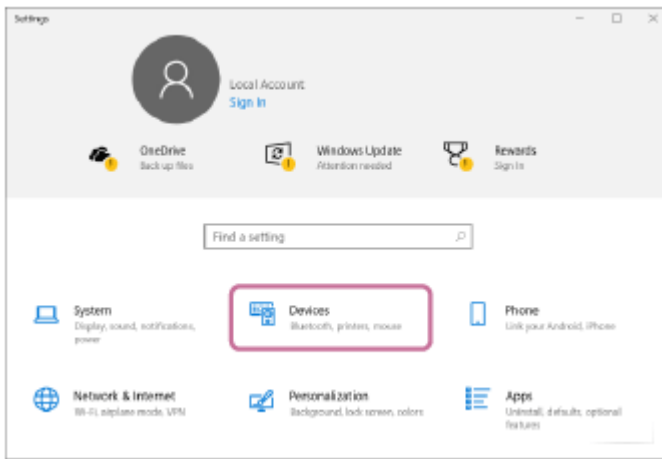 Settings
Local Account
Sign In
OneDrive
Back up files
Windows Update
Attention needed
Rewards
Sign In
Find a setting
System
Display, sound, notifications,
power
Devices
Bluetooth, printers, mouse
Phone
Link your Android, iPhone
Network & Internet
Wi-Fi, airplane mode, VPN
Personalization
Background, lock screen, colors
Apps
Uninstall, defaults, optional
features